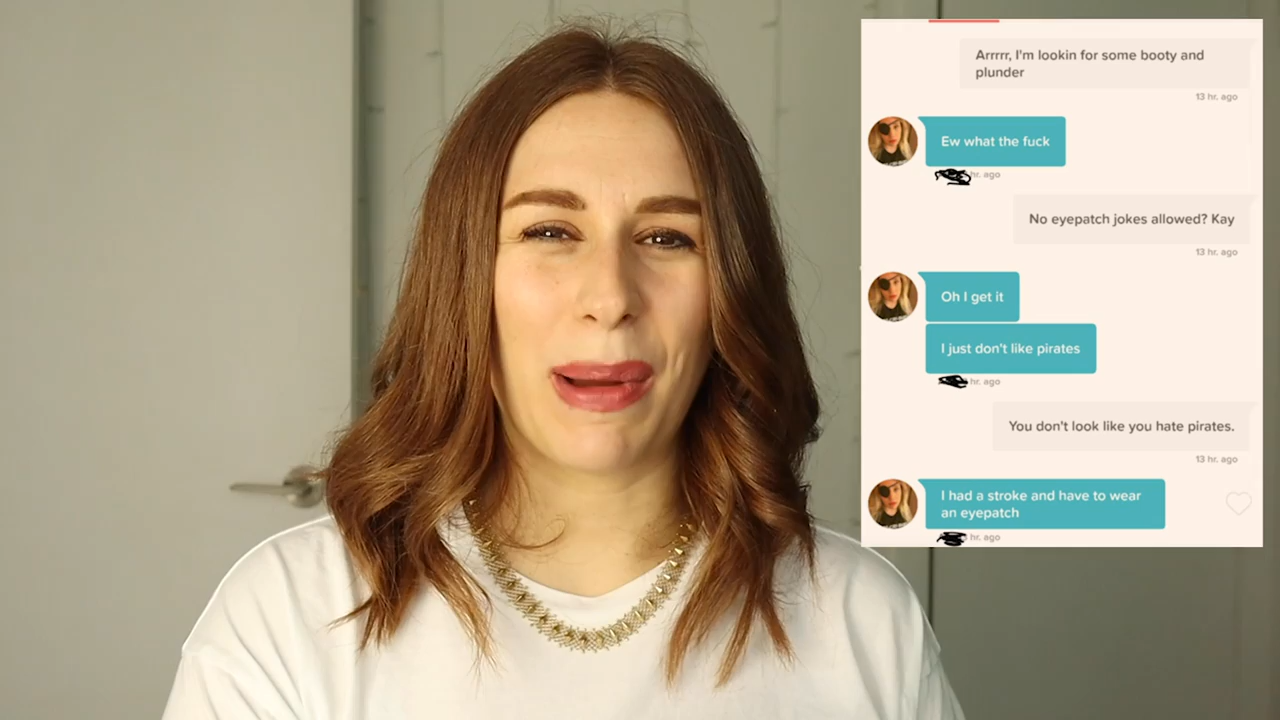 Arrrrr, I'm lookin for some booty and
plunder
13 hr. ago
Ew what the fuck
hr. ago
No eyepatch jokes allowed? Kay
13 hr. ago
Oh I get it
I just don't like pirates
hr. ago
You don't look like you hate pirates.
13 hr. ago
I had a stroke and have to wear
an eyepatch
hr. ago